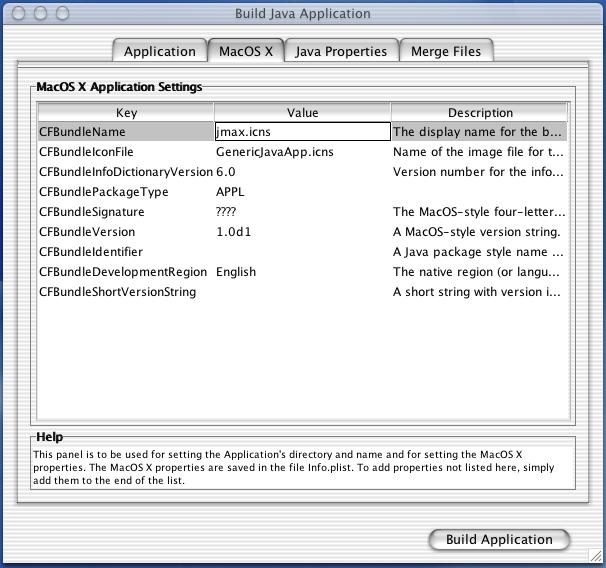 Build Java Application
Application MacOS X Java Properties Merge Files
MacOS X Application Settings
Key Value Description
CFBundleName jmax.icns The display name for the b...
CFBundleIconFile GenericJavaApp.icns Name of the image file for t...
CFBundleInfoDictionaryVersion 6.0 Version number for the info...
CFBundlePackageType APPL
CFBundleSignature ???? The MacOS-style four-letter...
CFBundleVersion 1.0d1 A MacOS-style version string.
CFBundleIdentifier A Java package style name ...
CFBundleDevelopmentRegion English The native region (or langu...
CFBundleShortVersionString A short string with version i...
Help
This panel is to be used for setting the Application's directory and name and for setting the MacOS X
properties. The MacOS X properties are saved in the file Info.plist. To add properties not listed here, simply
add them to the end of the list.
Build Application